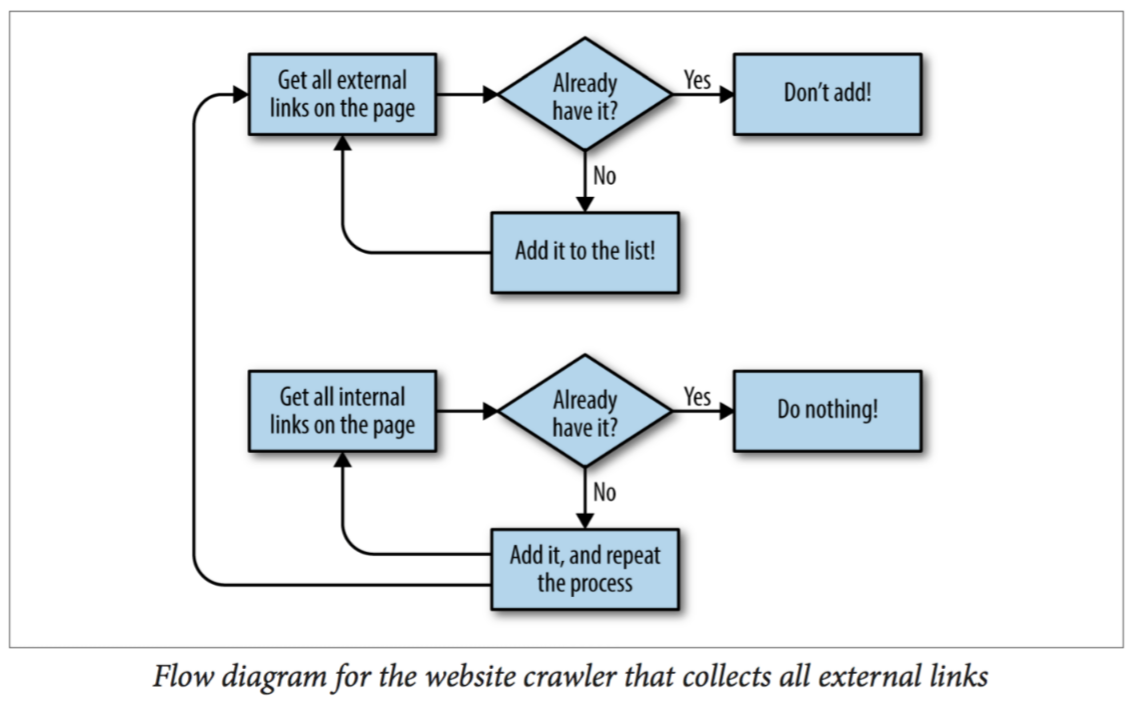 Get all external
links on the page
Already
have it?
Yes
Don’t add!
No
Add it to the list!
Get all internal
links on the page
Already
have it?
Yes
Do nothing!
No
Add it, and repeat
the process
Flow diagram for the website crawler that collects all external links